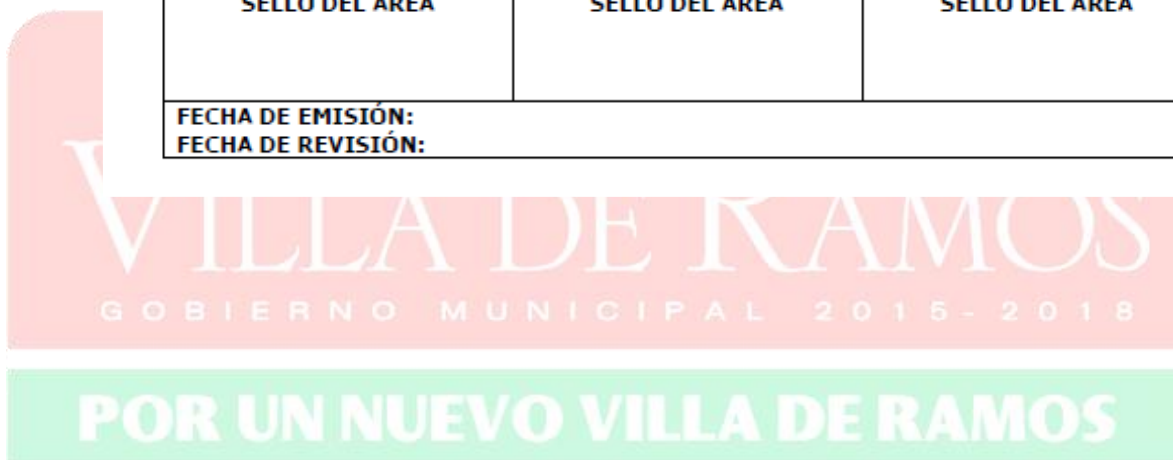 SELLO DEL ÁREA SELLO DEL ÁREA SELLO DEL ÁREA
FECHA DE EMISIÓN:
FECHA DE REVISIÓN:
VILLA DE RAMOS
GOBIERNO MUNICIPAL 2015-2018
POR UN NUEVO VILLA DE RAMOS